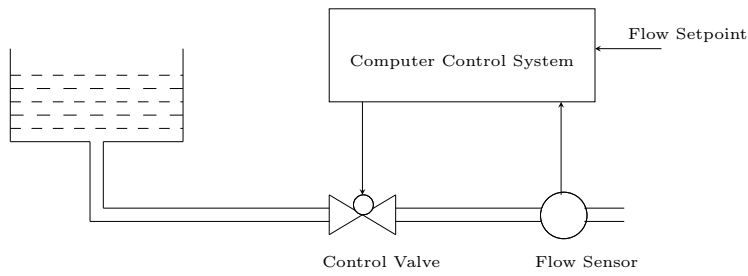 Flow Setpoint
Computer Control System
Control Valve
Flow Sensor